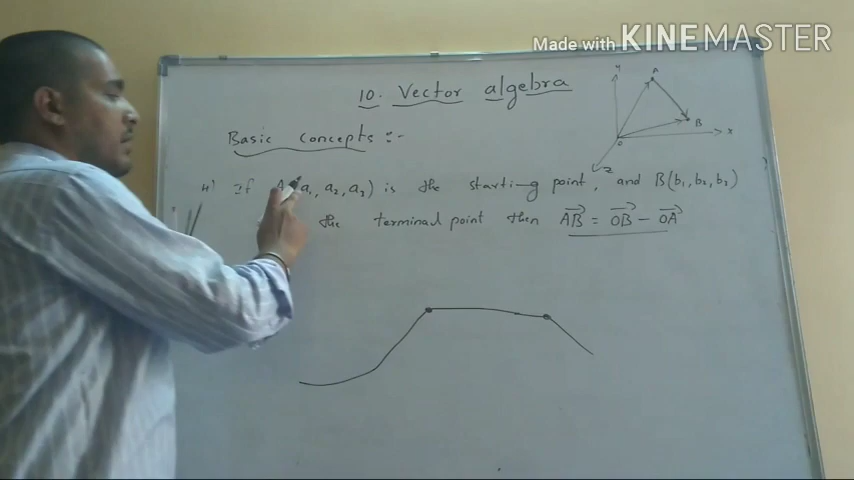 Made with KINEMASTER
10. Vector algebra
Basic concepts :-
y
A
B
O
x
z
4) If A(a₁, a₂, a₃) is the starting point, and B(b₁, b₂, b₃)
the terminal point then AB = OB - OA